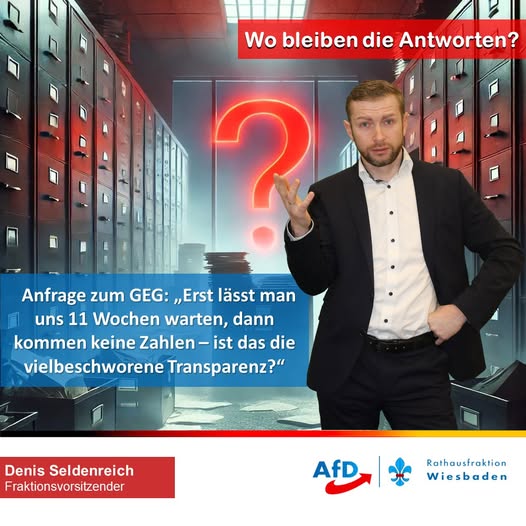 Wo bleiben die Antworten?
?
Anfrage zum GEG: „Erst lässt man
uns 11 Wochen warten, dann
kommen keine Zahlen – ist das die
vielbeschworene Transparenz?“
Denis Seldenreich
Fraktionsvorsitzender
AfD
Rathausfraktion
Wiesbaden